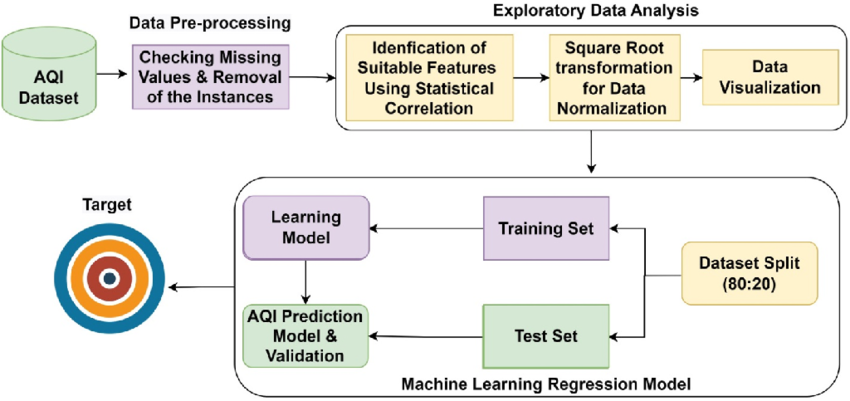 Exploratory Data Analysis
Data Pre-processing
AQI
Dataset
Checking Missing
Values & Removal
of the Instances
Idenfication of
Suitable Features
Using Statistical
Correlation
Square Root
transformation
for Data
Normalization
Data
Visualization
Target
Learning
Model
Training Set
Dataset Split
(80:20)
AQI Prediction
Model &
Validation
Test Set
Machine Learning Regression Model